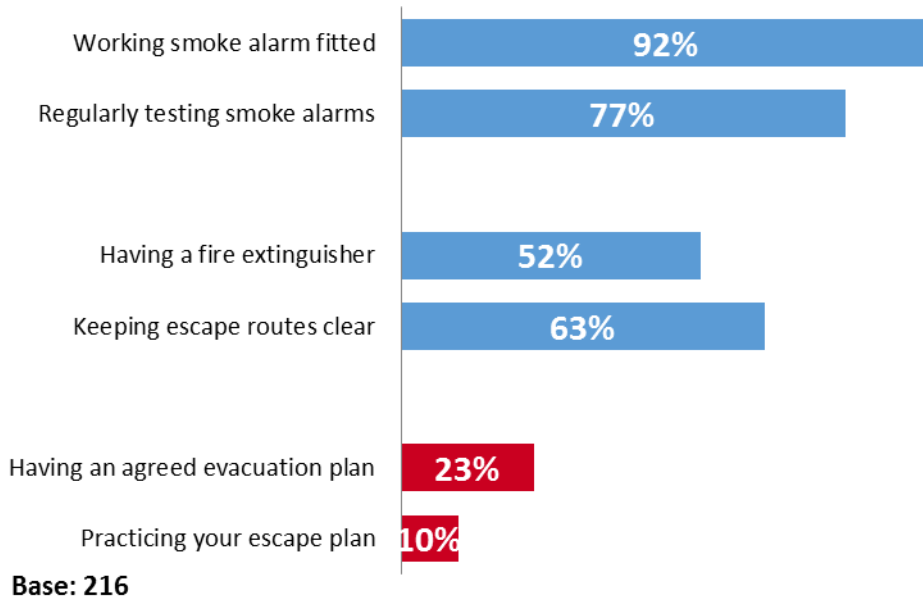 Working smoke alarm fitted 92%
Regularly testing smoke alarms 77%
Having a fire extinguisher 52%
Keeping escape routes clear 63%
Having an agreed evacuation plan 23%
Practicing your escape plan 10%
Base: 216